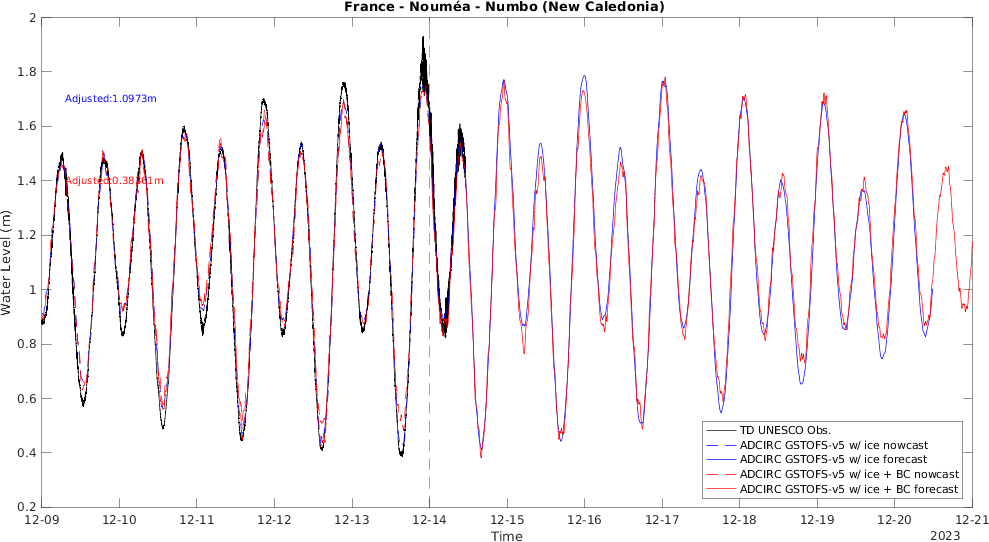 France - Nouméa - Numbo (New Caledonia)
2
1.8
1.6
1.4
1.2
1
0.8
0.6
0.4
0.2
Water Level (m)
Adjusted:1.0973m
Adjusted:0.38361m
TD UNESCO Obs.
ADCIRC GSTOFS-v5 w/ ice nowcast
ADCIRC GSTOFS-v5 w/ ice forecast
ADCIRC GSTOFS-v5 w/ ice + BC nowcast
ADCIRC GSTOFS-v5 w/ ice + BC forecast
12-09 12-10 12-11 12-12 12-13 12-14 12-15 12-16 12-17 12-18 12-19 12-20 12-21
Time
2023